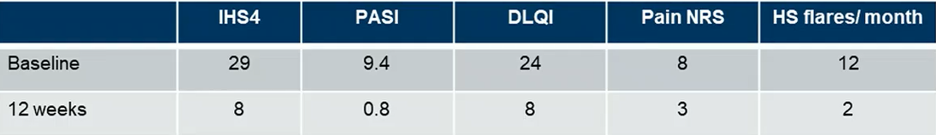 IHS4 PASI DLQI Pain NRS HS flares/ month
Baseline 29 9.4 24 8 12
12 weeks 8 0.8 8 3 2